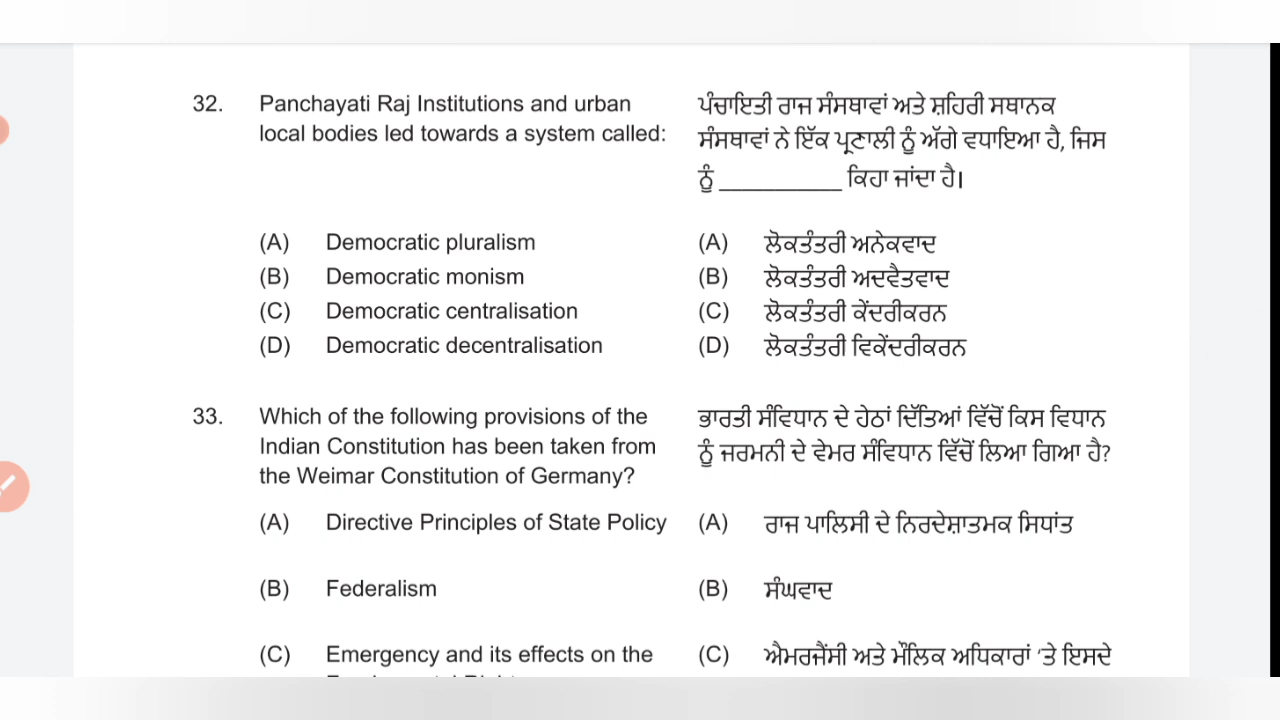 32.
Panchayati Raj Institutions and urban
local bodies led towards a system called:
(A) Democratic pluralism
(B) Democratic monism
(C) Democratic centralisation
(D) Democratic decentralisation
ਪੰਚਾਇਤੀ ਰਾਜ ਸੰਸਥਾਵਾਂ ਅਤੇ ਸ਼ਹਿਰੀ ਸਥਾਨਕ
ਸੰਸਥਾਵਾਂ ਨੇ ਇੱਕ ਪ੍ਰਣਾਲੀ ਨੂੰ ਅੱਗੇ ਵਧਾਇਆ ਹੈ, ਜਿਸ
ਨੂੰ __________ ਕਿਹਾ ਜਾਂਦਾ ਹੈ।
(A) ਲੋਕਤੰਤਰੀ ਅਨੇਕਵਾਦ
(B) ਲੋਕਤੰਤਰੀ ਅਦਵੈਤਵਾਦ
(C) ਲੋਕਤੰਤਰੀ ਕੇਂਦਰੀਕਰਨ
(D) ਲੋਕਤੰਤਰੀ ਵਿਕੇਂਦਰੀਕਰਨ
33.
Which of the following provisions of the
Indian Constitution has been taken from
the Weimar Constitution of Germany?
(A) Directive Principles of State Policy
(B) Federalism
(C) Emergency and its effects on the
ਭਾਰਤੀ ਸੰਵਿਧਾਨ ਦੇ ਹੇਠਾਂ ਦਿੱਤਿਆਂ ਵਿੱਚੋਂ ਕਿਸ ਵਿਧਾਨ
ਨੂੰ ਜਰਮਨੀ ਦੇ ਵੇਮਰ ਸੰਵਿਧਾਨ ਵਿੱਚੋਂ ਲਿਆ ਗਿਆ ਹੈ?
(A) ਰਾਜ ਪਾਲਿਸੀ ਦੇ ਨਿਰਦੇਸ਼ਾਤਮਕ ਸਿਧਾਂਤ
(B) ਸੰਘਵਾਦ
(C) ਐਮਰਜੈਂਸੀ ਅਤੇ ਮੌਲਿਕ ਅਧਿਕਾਰਾਂ ‘ਤੇ ਇਸਦੇ